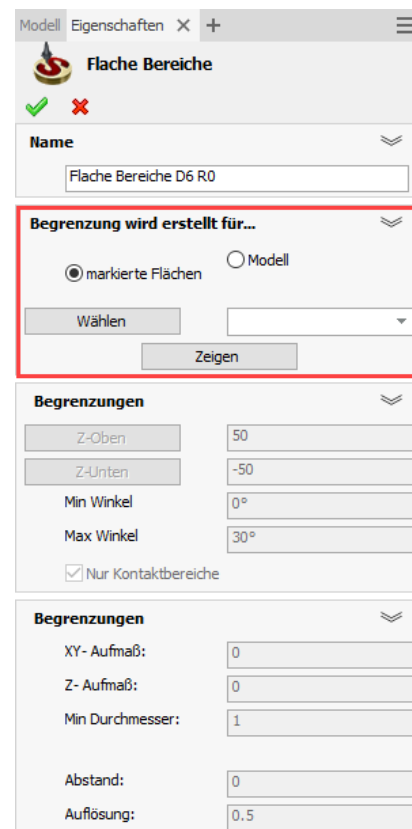 Modell Eigenschaften
Flache Bereiche
Name
Flache Bereiche D6 R0
Begrenzung wird erstellt für...
markierte Flächen
Modell
Wählen
Zeigen
Begrenzungen
Z-Oben 50
Z-Unten -50
Min Winkel 0°
Max Winkel 30°
Nur Kontaktbereiche
Begrenzungen
XY- Aufmaß: 0
Z- Aufmaß: 0
Min Durchmesser: 1
Abstand: 0
Auflösung: 0.5